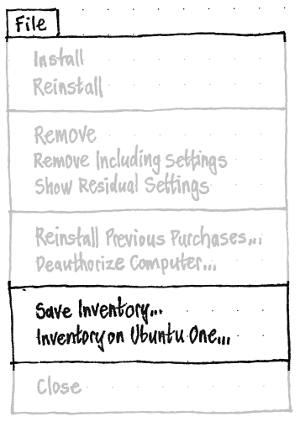 File
Install
Reinstall
Remove
Remove Including Settings
Show Residual Settings
Reinstall Previous Purchases...
Deauthorize Computer...
Save Inventory...
Inventory on Ubuntu One...
Close